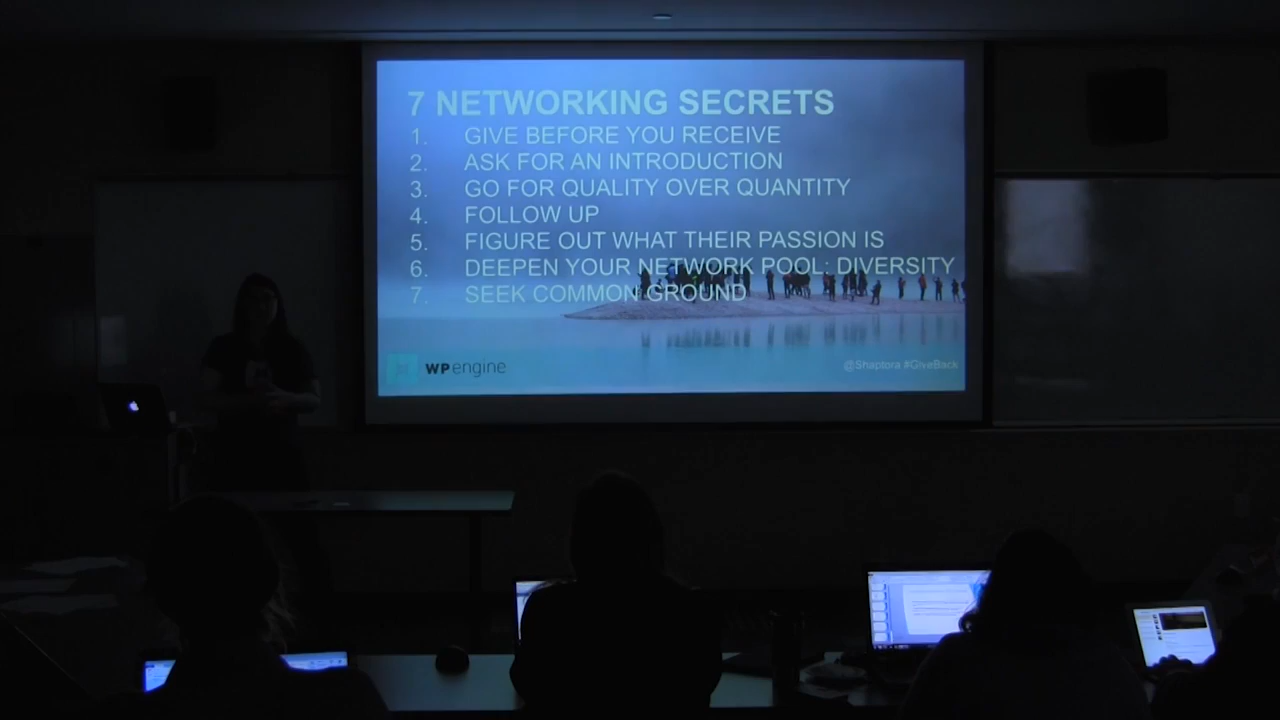 7 NETWORKING SECRETS
1. GIVE BEFORE YOU RECEIVE
2. ASK FOR AN INTRODUCTION
3. GO FOR QUALITY OVER QUANTITY
4. FOLLOW UP
5. FIGURE OUT WHAT THEIR PASSION IS
6. DEEPEN YOUR NETWORK POOL: DIVERSITY
7. SEEK COMMON GROUND
WP engine
@Shaptora #GiveBack